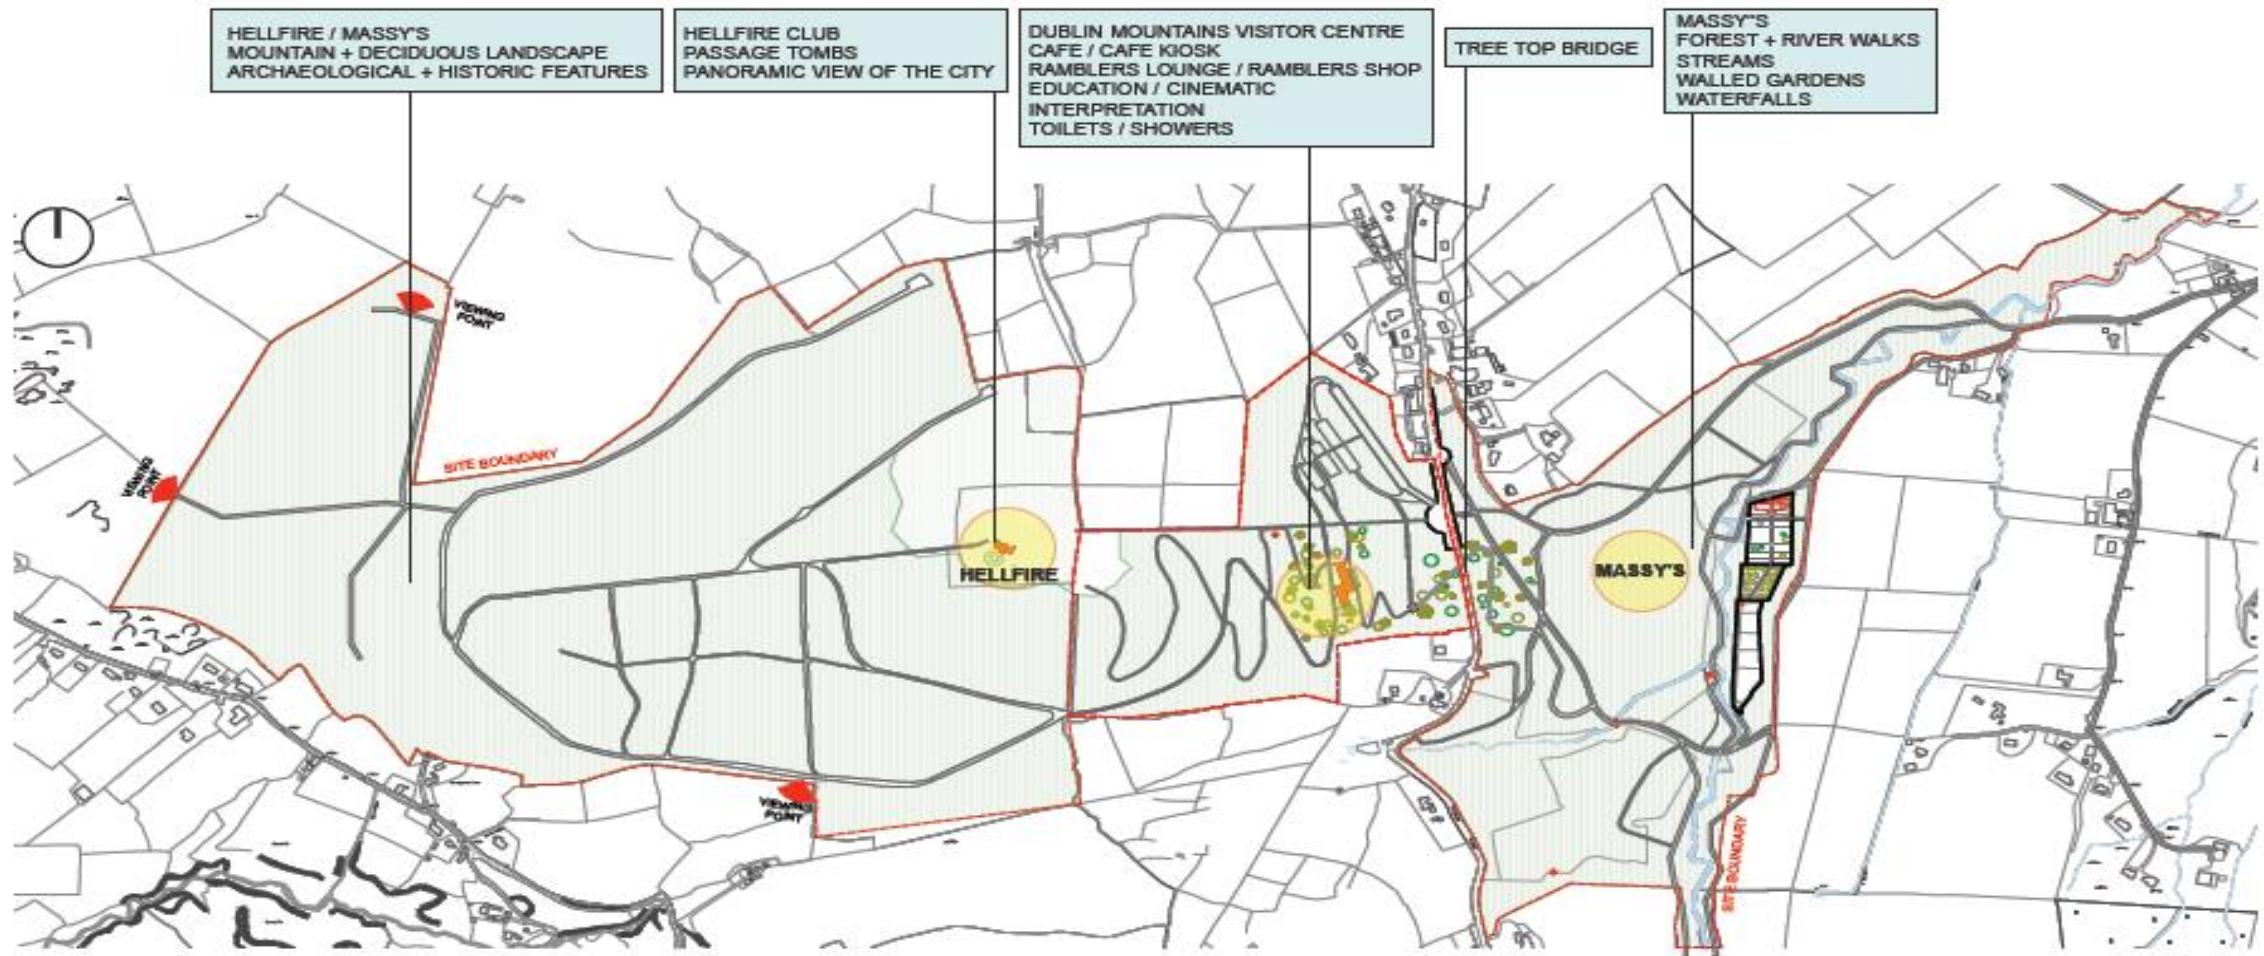 HELLFIRE / MASSY'S
MOUNTAIN + DECIDUOUS LANDSCAPE
ARCHAEOLOGICAL + HISTORIC FEATURES
HELLFIRE CLUB
PASSAGE TOMBS
PANORAMIC VIEW OF THE CITY
DUBLIN MOUNTAINS VISITOR CENTRE
CAFE / CAFE KIOSK
RAMBLERS LOUNGE / RAMBLERS SHOP
EDUCATION / CINEMATIC
INTERPRETATION
TOILETS / SHOWERS
TREE TOP BRIDGE
MASSY"S
FOREST + RIVER WALKS
STREAMS
WALLED GARDENS
WATERFALLS
VIEWING
POINT
SITE BOUNDARY
VIEWING
POINT
HELLFIRE
MASSY'S
VIEWING
POINT
SITE BOUNDARY